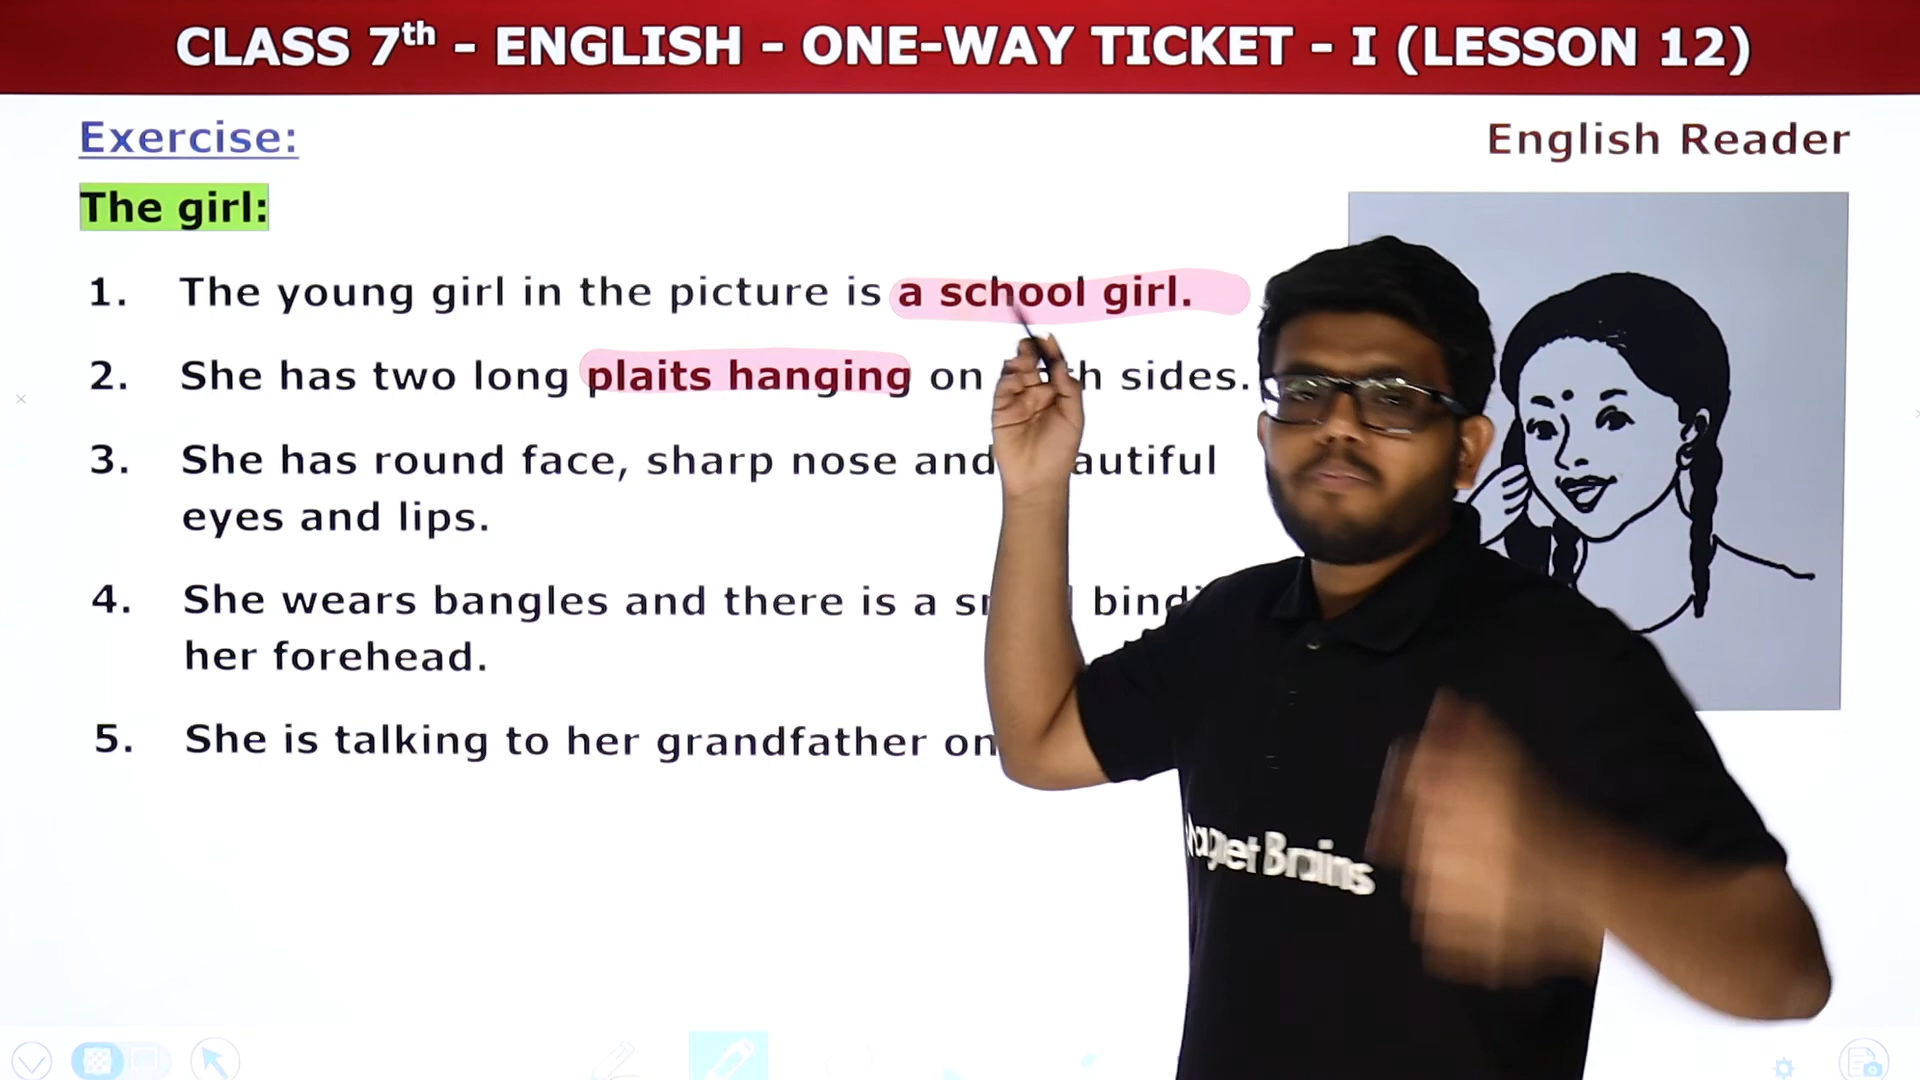 CLASS 7th - ENGLISH - ONE-WAY TICKET - I (LESSON 12)
Exercise:
English Reader
The girl:
1. The young girl in the picture is a school girl.
2. She has two long plaits hanging on sides.
3. She has round face, sharp nose and
eyes and lips.
4. She wears bangles and there is a
her forehead.
5. She is talking to her grandfather on
Magnet Brains